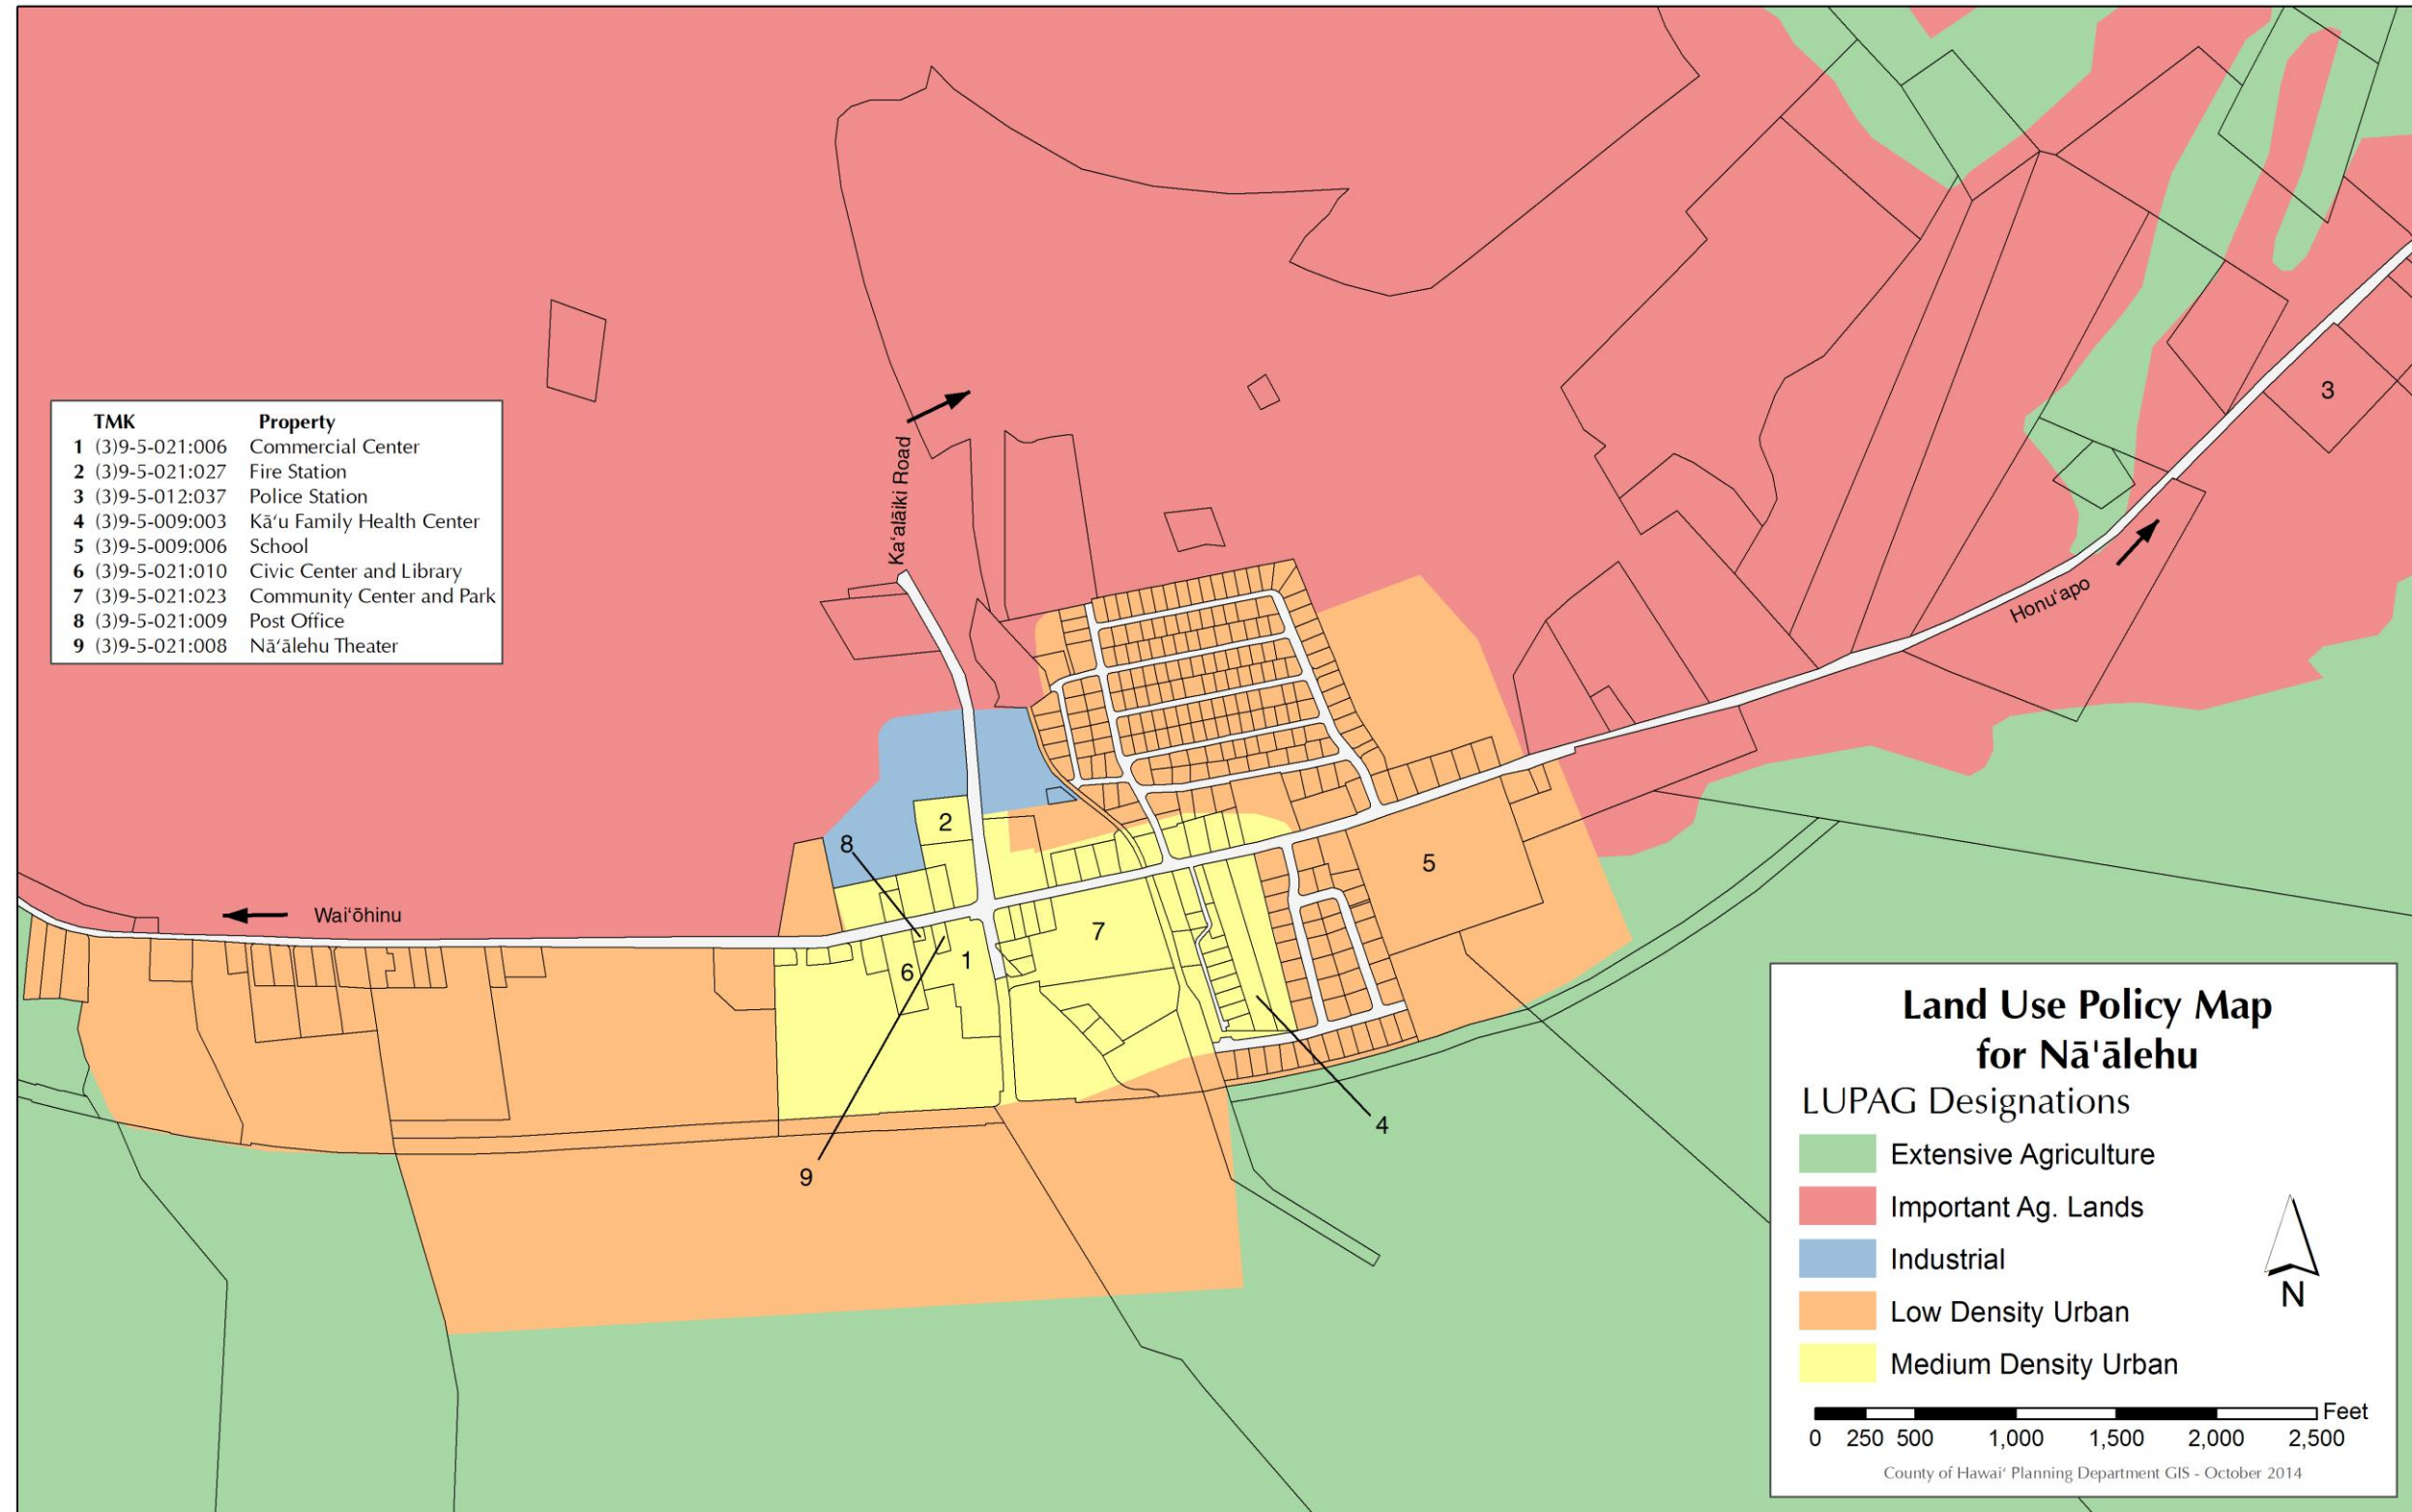 TMK Property
1 (3)9-5-021:006 Commercial Center
2 (3)9-5-021:027 Fire Station
3 (3)9-5-012:037 Police Station
4 (3)9-5-009:003 Kāʻu Family Health Center
5 (3)9-5-009:006 School
6 (3)9-5-021:010 Civic Center and Library
7 (3)9-5-021:023 Community Center and Park
8 (3)9-5-021:009 Post Office
9 (3)9-5-021:008 Nāʻālehu Theater
Kaʻalāiki Road
3
Honuʻapo
2
8
5
Waiʻōhinu
7
1
6
4
9
Land Use Policy Map
for Nā'ālehu
LUPAG Designations
Extensive Agriculture
Important Ag. Lands
Industrial
Low Density Urban
Medium Density Urban
N
Feet
0 250 500 1,000 1,500 2,000 2,500
County of Hawaiʻ Planning Department GIS - October 2014